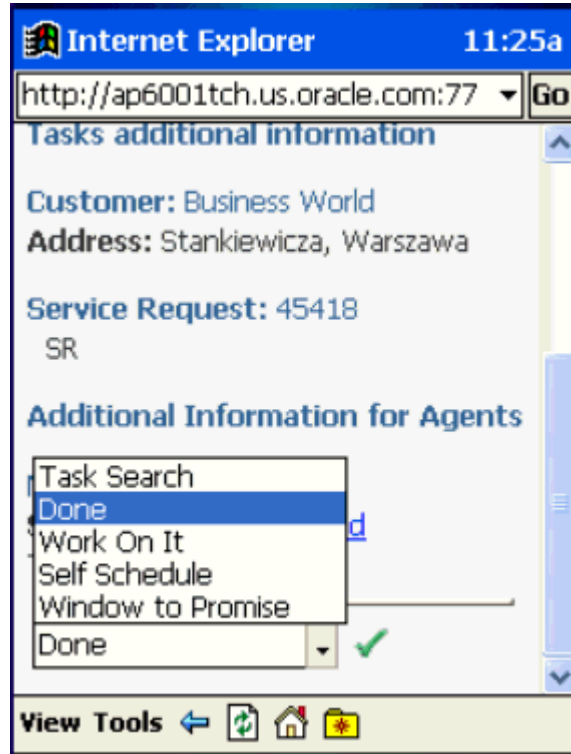 Internet Explorer 11:25a
http://ap6001tch.us.oracle.com:77 Go
Tasks additional information
Customer: Business World
Address: Stankiewicza, Warszawa
Service Request: 45418
SR
Additional Information for Agents
Task Search
Done
Work On It
Self Schedule
Window to Promise
Done
View Tools